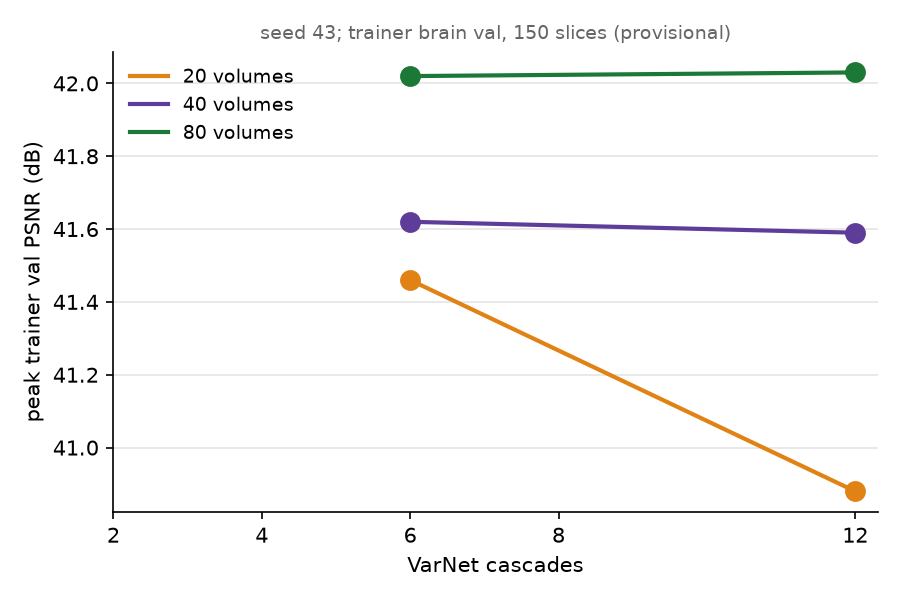 seed 43; trainer brain val, 150 slices (provisional)
20 volumes
40 volumes
80 volumes
peak trainer val PSNR (dB)
42.0
41.8
41.6
41.4
41.2
41.0
2 4 6 8 12
VarNet cascades